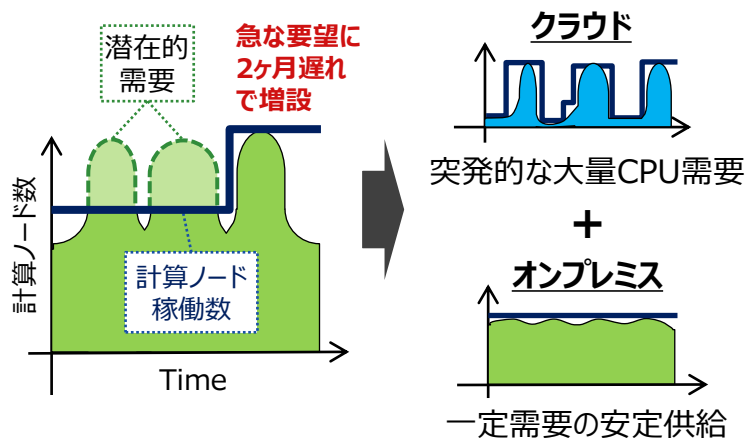 潜在的
需要
急な要望に
2ヶ月遅れ
で増設
計算ノード数
計算ノード
稼働数
Time
クラウド
突発的な大量CPU需要
+
オンプレミス
一定需要の安定供給